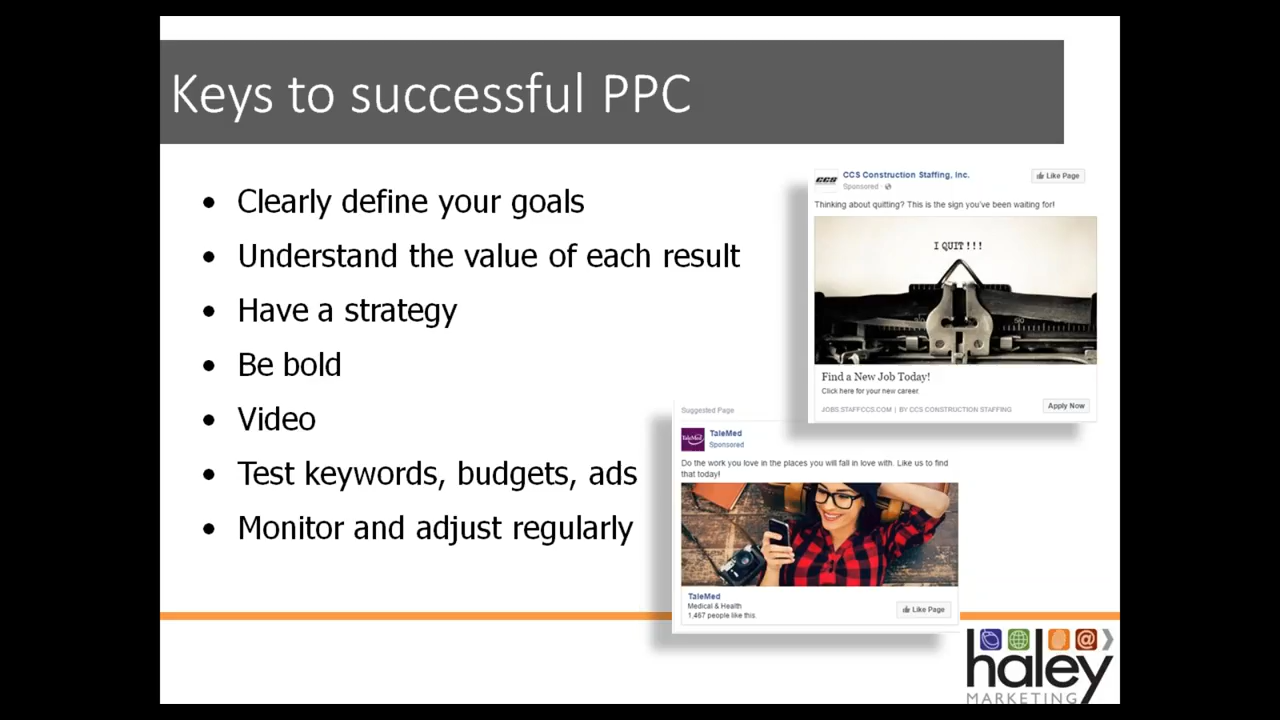 Keys to successful PPC
Clearly define your goals
Understand the value of each result
Have a strategy
Be bold
Video
Test keywords, budgets, ads
Monitor and adjust regularly
CCS
CCS Construction Staffing, Inc.
Sponsored ·
Like Page
Thinking about quitting? This is the sign you've been waiting for!
I QUIT!!!
Find a New Job Today!
Click here for your new career.
JOBS.STAFFCCS.COM | BY CCS CONSTRUCTION STAFFING
Apply Now
Suggested Page
TaleMed
TaleMed
Sponsored
Do the work you love in the places you will fall in love with. Like us to find
that today!
TaleMed
Medical & Health
1,467 people like this.
Like Page
haley
MARKETING